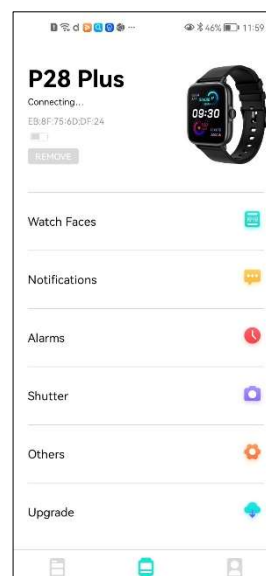 46% 11:59
P28 Plus
Connecting...
EB:8F:75:6D:DF:24
REMOVE
09:30
Watch Faces
Notifications
Alarms
Shutter
Others
Upgrade